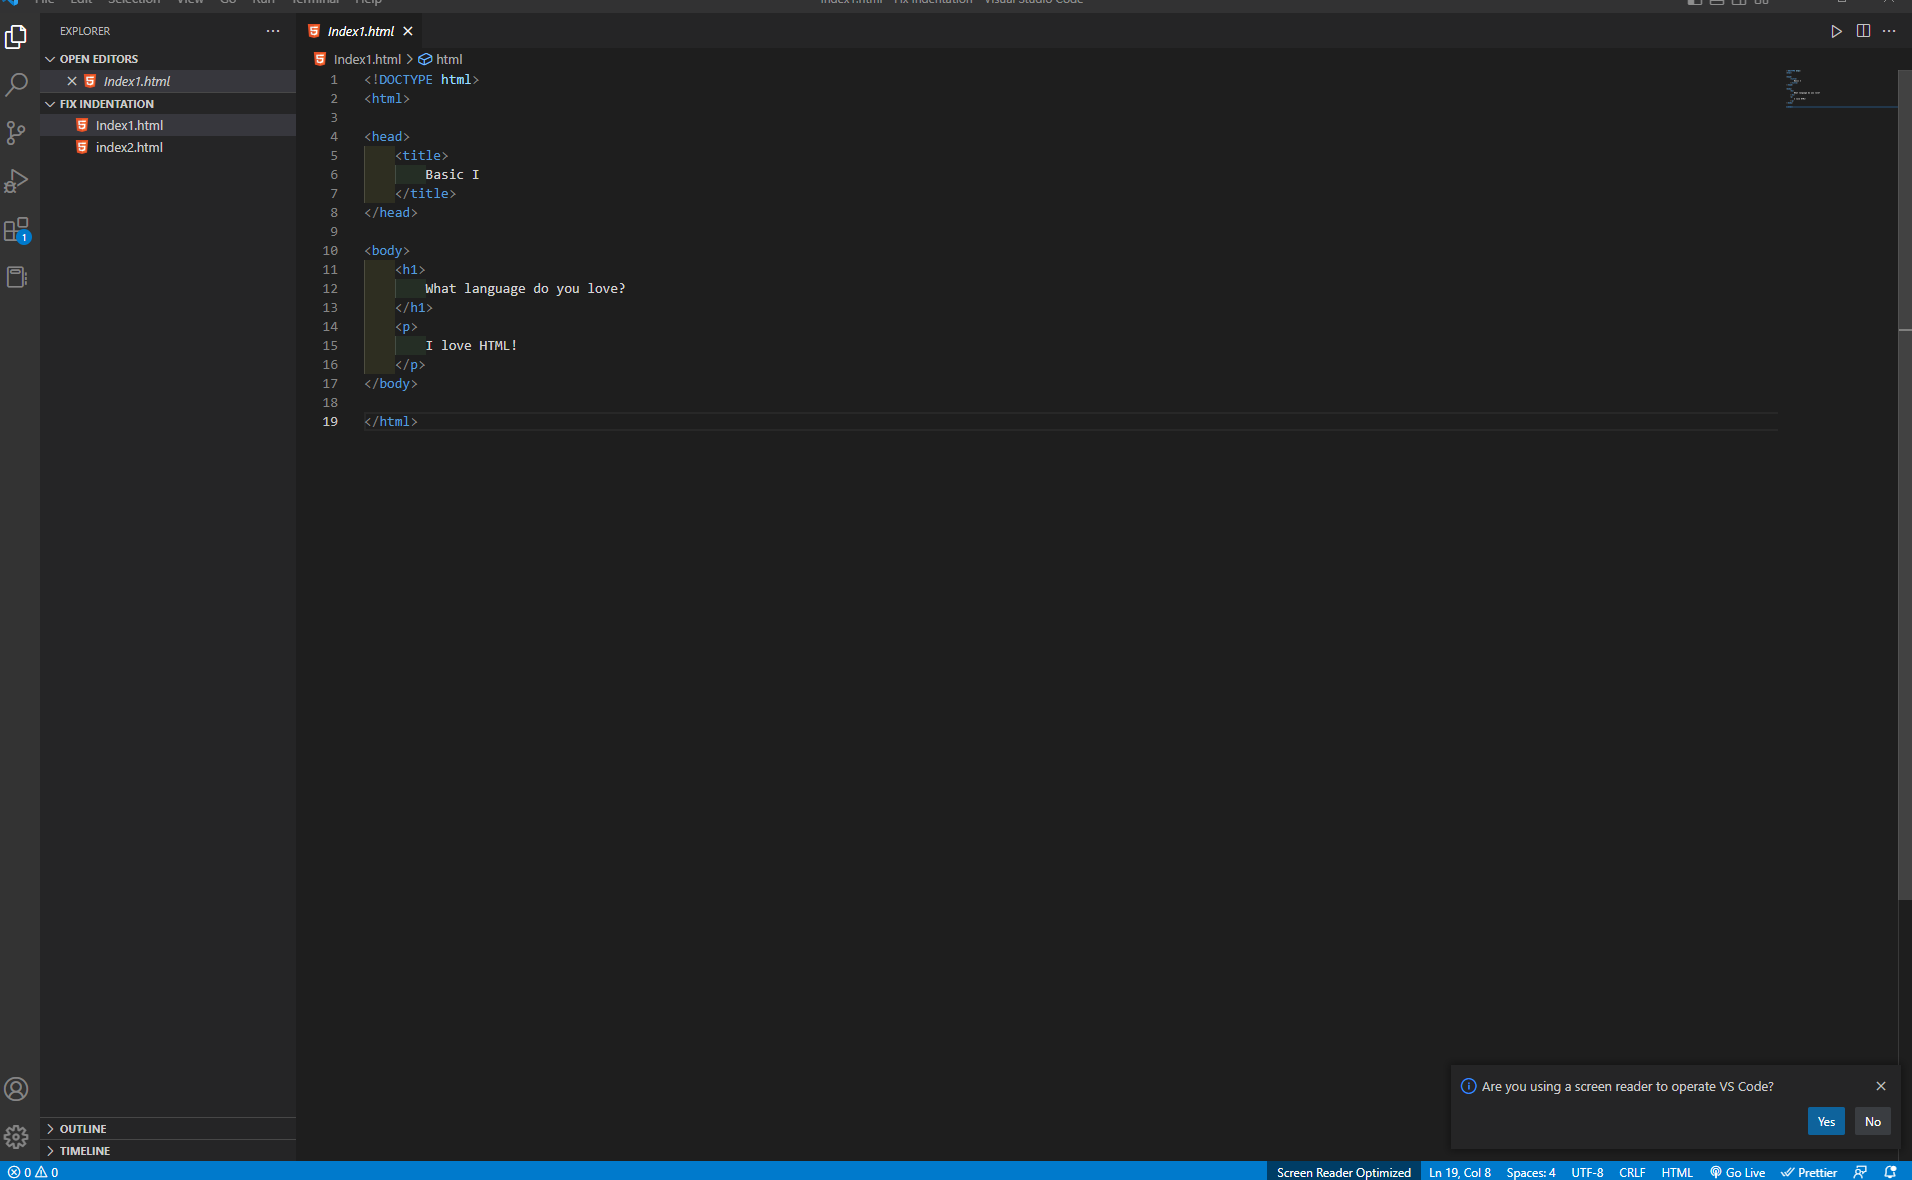 File Edit Selection View Go Run Terminal Help
Index1.html - Fix Indentation - Visual Studio Code
EXPLORER
OPEN EDITORS
Index1.html
FIX INDENTATION
Index1.html
index2.html
OUTLINE
TIMELINE
1
Index1.html
Index1.html > html
1 <!DOCTYPE html>
2 <html>
3
4 <head>
5 <title>
6 Basic I
7 </title>
8 </head>
9
10 <body>
11 <h1>
12 What language do you love?
13 </h1>
14 <p>
15 I love HTML!
16 </p>
17 </body>
18
19 </html>
Are you using a screen reader to operate VS Code?
Yes No
0 0 Screen Reader Optimized Ln 19, Col 8 Spaces: 4 UTF-8 CRLF HTML Go Live Prettier